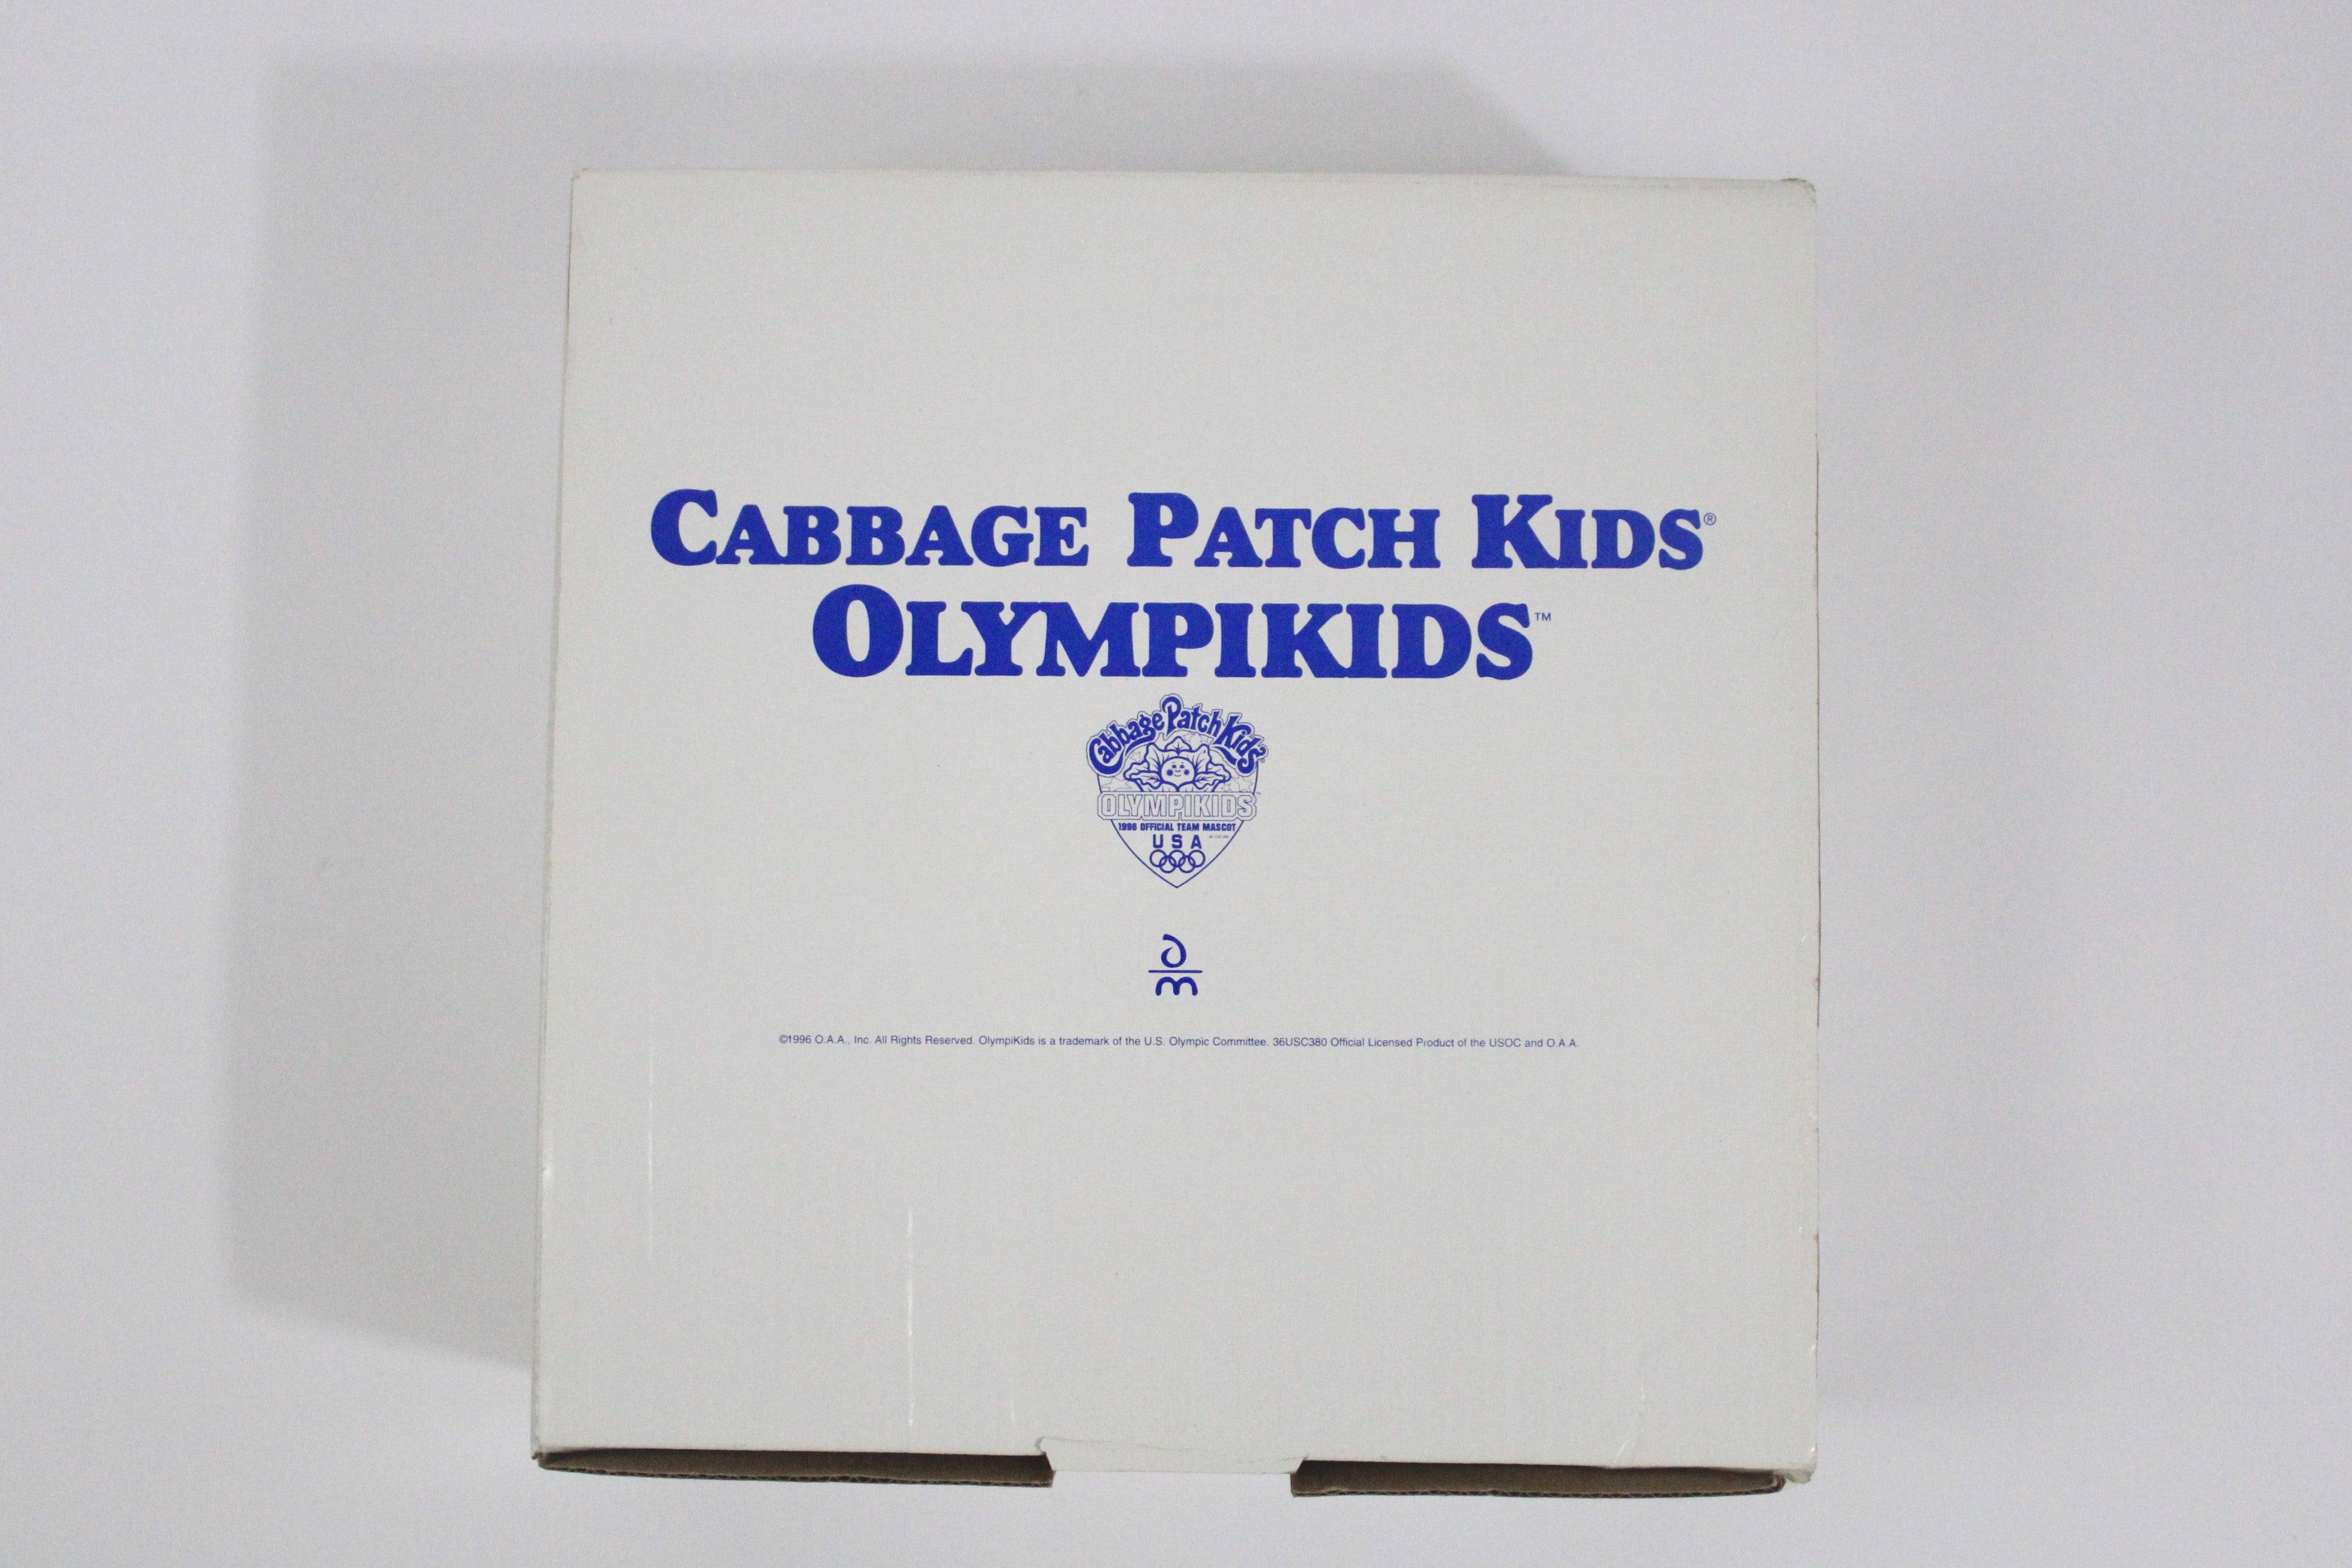 CABBAGE PATCH KIDS®
OLYMPIKIDS™
Cabbage Patch Kids
OLYMPIKIDS™
1996 OFFICIAL TEAM MASCOT
USA
©1996 O.A.A., Inc. All Rights Reserved. OlympiKids is a trademark of the U.S. Olympic Committee. 36USC380 Official Licensed Product of the USOC and O.A.A.